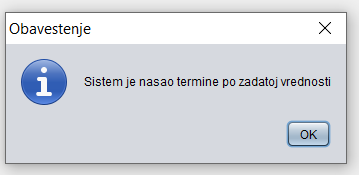 Obavestenje
Sistem je nasao termine po zadatoj vrednosti
OK